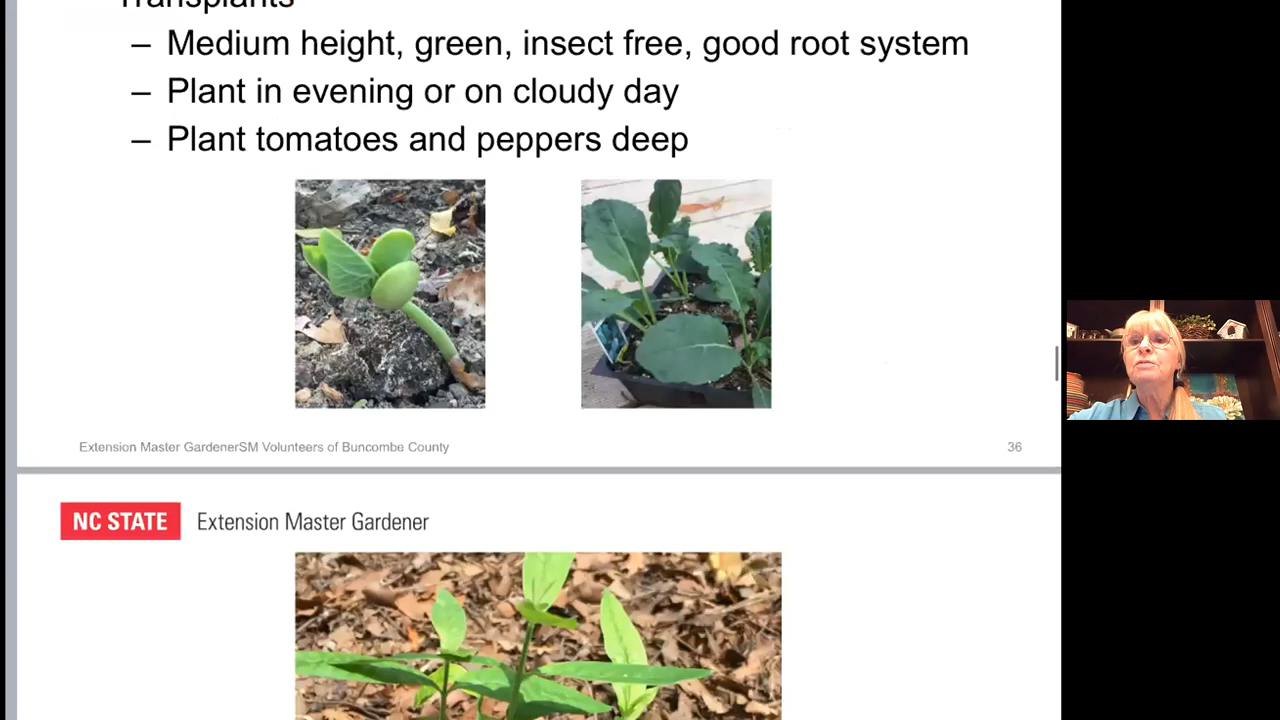 Transplants
– Medium height, green, insect free, good root system
– Plant in evening or on cloudy day
– Plant tomatoes and peppers deep
Extension Master GardenerSM Volunteers of Buncombe County
36
NC STATE Extension Master Gardener